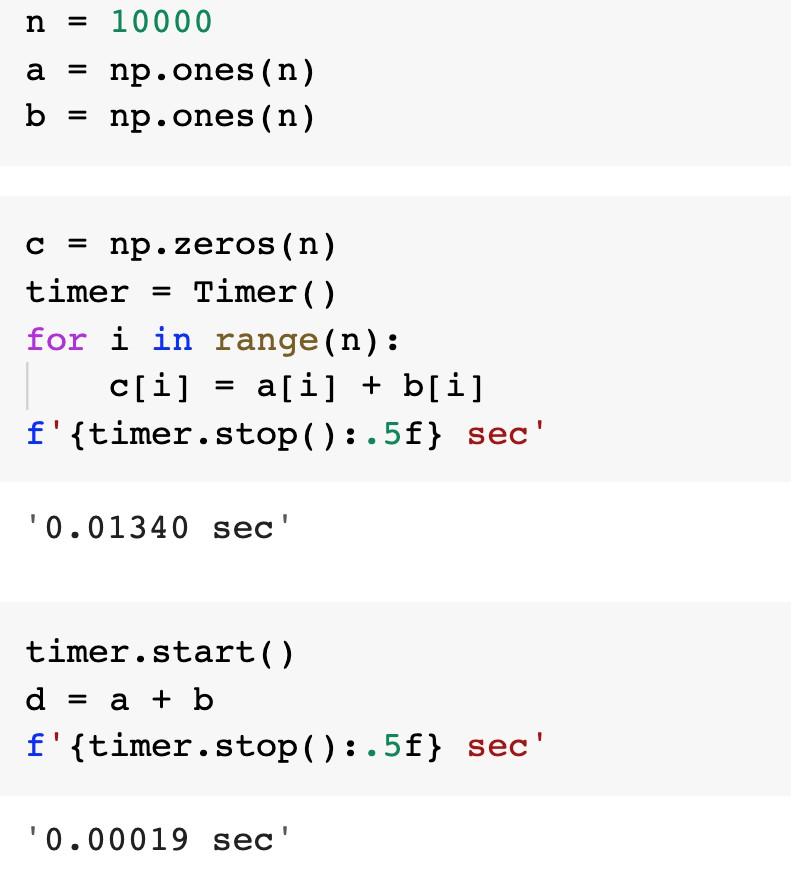 n = 10000
a = np.ones(n)
b = np.ones(n)
c = np.zeros(n)
timer = Timer()
for i in range(n):
    c[i] = a[i] + b[i]
f'{timer.stop():.5f} sec'
'0.01340 sec'
timer.start()
d = a + b
f'{timer.stop():.5f} sec'
'0.00019 sec'